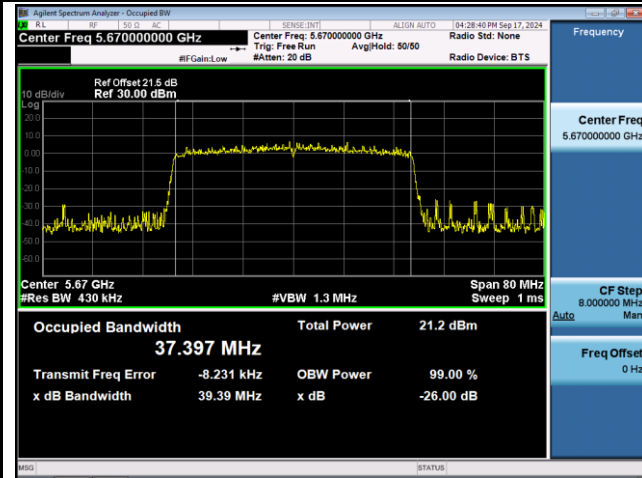 Agilent Spectrum Analyzer - Occupied BW
RL RF 50 Ω AC SENSE:INT ALIGN AUTO 04:28:40 PM Sep 17, 2024
Center Freq 5.670000000 GHz
Center Freq: 5.670000000 GHz
Radio Std: None
Trig: Free Run Avg|Hold: 50/50
#IFGain:Low #Atten: 20 dB Radio Device: BTS
Ref Offset 21.5 dB
10 dB/div Ref 30.00 dBm
Log
20.0
10.0
0.00
-10.0
-20.0
-30.0
-40.0
-50.0
-60.0
Center 5.67 GHz Span 80 MHz
#Res BW 430 kHz #VBW 1.3 MHz Sweep 1 ms
Occupied Bandwidth Total Power 21.2 dBm
37.397 MHz
Transmit Freq Error -8.231 kHz OBW Power 99.00 %
x dB Bandwidth 39.39 MHz x dB -26.00 dB
MSG STATUS
Frequency
Center Freq
5.670000000 GHz
CF Step
8.000000 MHz
Auto Man
Freq Offset
0 Hz